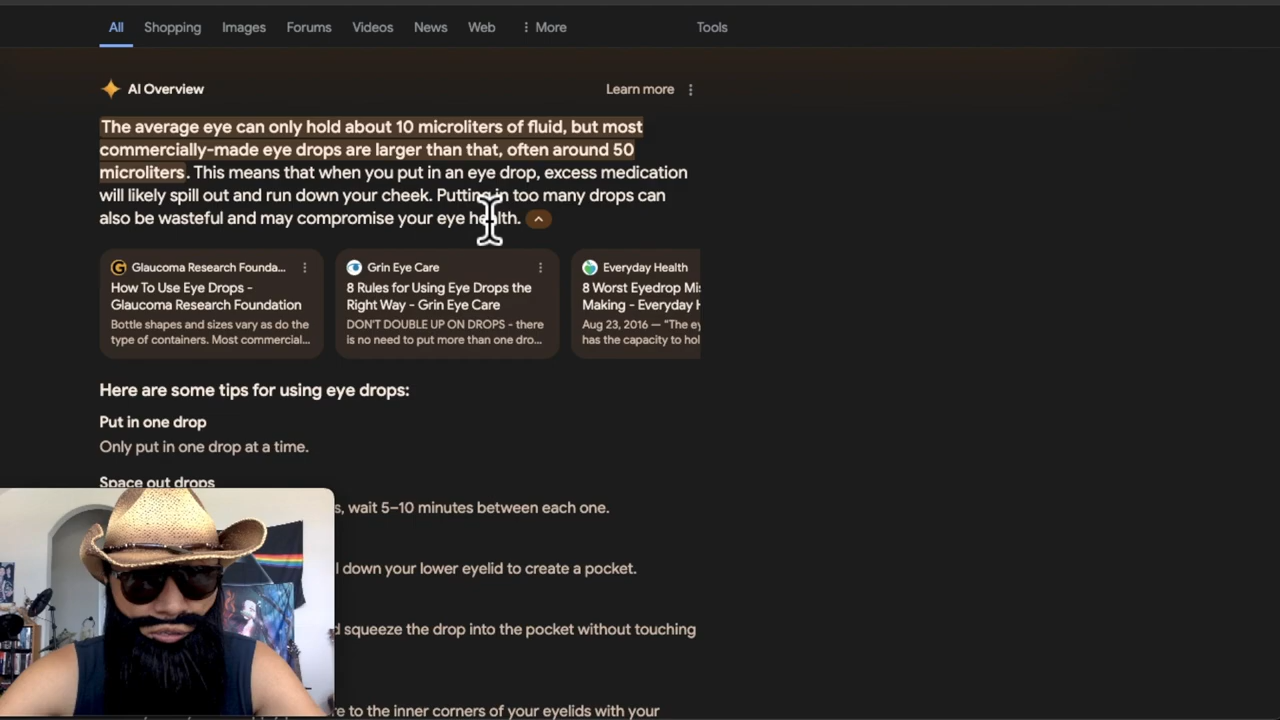 All Shopping Images Forums Videos News Web More Tools
AI Overview Learn more
The average eye can only hold about 10 microliters of fluid, but most
commercially-made eye drops are larger than that, often around 50
microliters. This means that when you put in an eye drop, excess medication
will likely spill out and run down your cheek. Putting in too many drops can
also be wasteful and may compromise your eye health.
Glaucoma Research Founda...
How To Use Eye Drops -
Glaucoma Research Foundation
Bottle shapes and sizes vary as do the
type of containers. Most commercial...
Grin Eye Care
8 Rules for Using Eye Drops the
Right Way - Grin Eye Care
DON'T DOUBLE UP ON DROPS - there
is no need to put more than one dro...
Everyday Health
8 Worst Eyedrop Mis
Making - Everyday H
Aug 23, 2016 — "The ey
has the capacity to hol
Here are some tips for using eye drops:
Put in one drop
Only put in one drop at a time.
Space out drops
s, wait 5–10 minutes between each one.
l down your lower eyelid to create a pocket.
d squeeze the drop into the pocket without touching
re to the inner corners of your eyelids with your